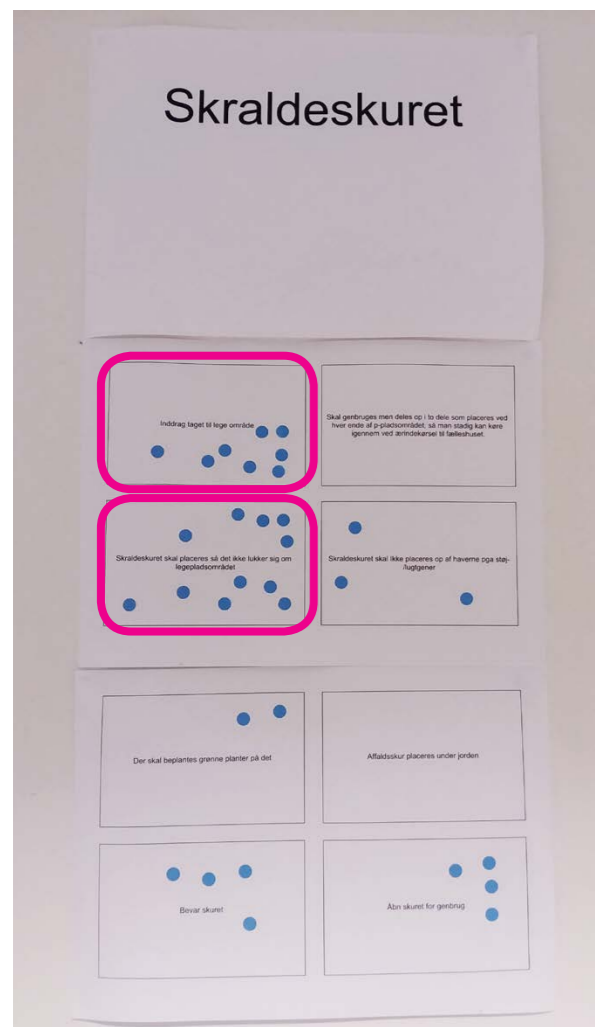 Skraldeskuret
Inddrag taget til lege område
Skal genbruges men deles op i to dele som placeres ved
hver ende af p-pladsområdet, så man stadig kan køre
igennem ved ærindekørsel til fælleshuset.
Skraldeskuret skal placeres så det ikke lukker sig om
legepladsområdet
Skraldeskuret skal ikke placeres op af haverne pga støj-
/lugtgener
Der skal beplantes grønne planter på det
Affaldsskur placeres under jorden
Bevar skuret
Åbn skuret for genbrug